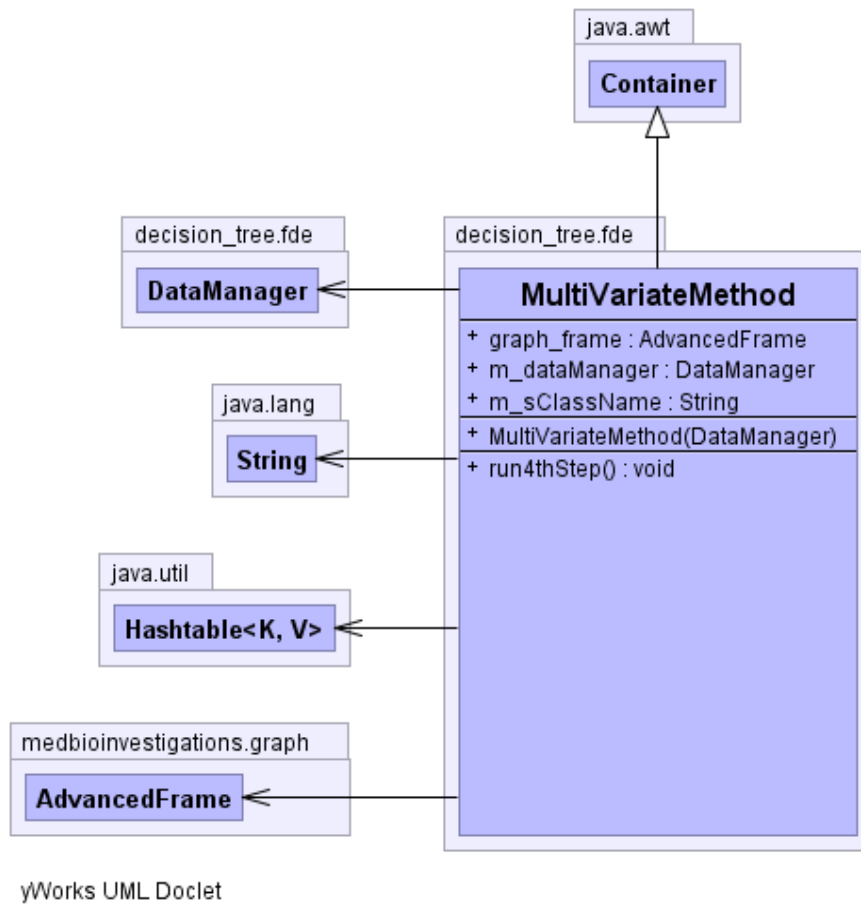 java.awt
Container
decision_tree.fde
DataManager
decision_tree.fde
MultiVariateMethod
+ graph_frame : AdvancedFrame
+ m_dataManager : DataManager
+ m_sClassName : String
+ MultiVariateMethod(DataManager)
+ run4thStep() : void
java.lang
String
java.util
Hashtable<K, V>
medbioinvestigations.graph
AdvancedFrame
yWorks UML Doclet